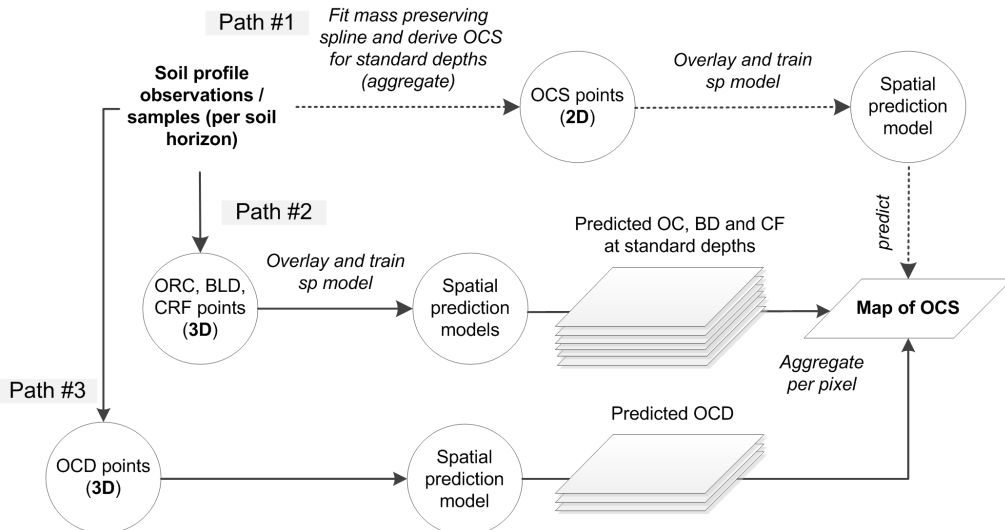 Path #1
Fit mass preserving
spline and derive OCS
for standard depths
(aggregate)
Soil profile
observations /
samples (per soil
horizon)
OCS points
(2D)
Overlay and train
sp model
Spatial
prediction
model
predict
Path #2
ORC, BLD,
CRF points
(3D)
Overlay and train
sp model
Spatial
prediction
models
Predicted OC, BD and CF
at standard depths
Map of OCS
Aggregate
per pixel
Path #3
OCD points
(3D)
Spatial
prediction
model
Predicted OCD